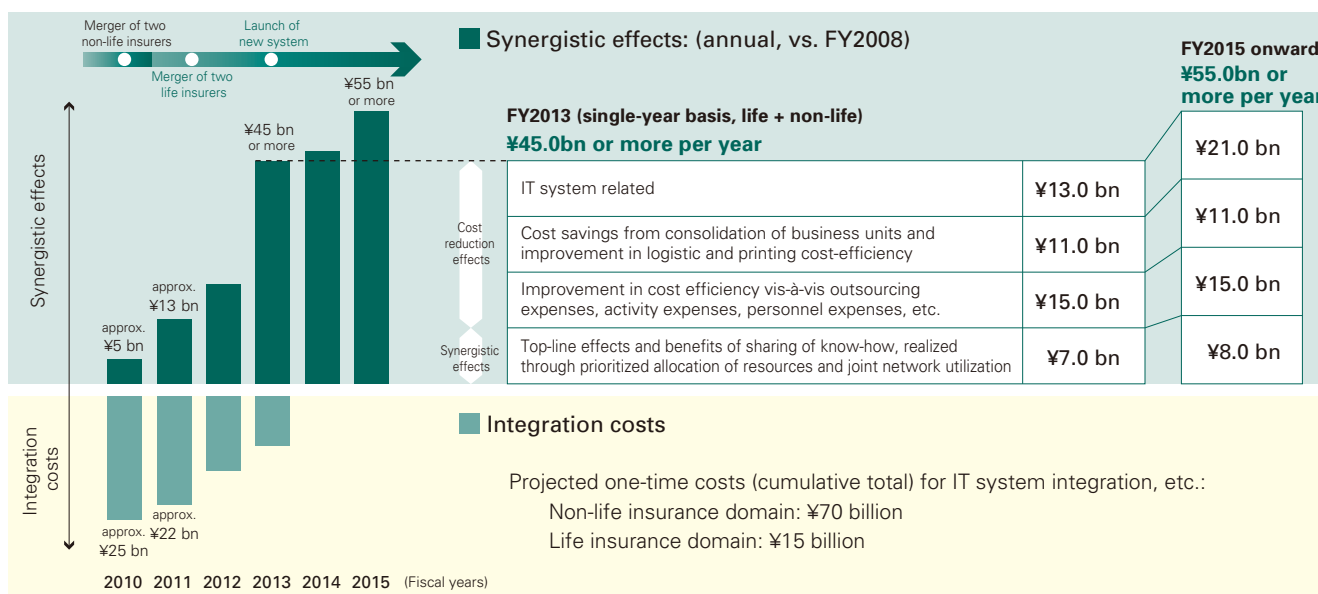 Merger of two
non-life insurers
Launch of
new system
Merger of two
life insurers
Synergistic effects
approx.
¥5 bn
approx.
¥13 bn
¥45 bn
or more
¥55 bn
or more
Synergistic effects: (annual, vs. FY2008)
FY2013 (single-year basis, life + non-life)
¥45.0bn or more per year
FY2015 onward
¥55.0bn or
more per year
Cost
reduction
effects
IT system related
¥13.0 bn
¥21.0 bn
Cost savings from consolidation of business units and
improvement in logistic and printing cost-efficiency
¥11.0 bn
¥11.0 bn
Improvement in cost efficiency vis-à-vis outsourcing
expenses, activity expenses, personnel expenses, etc.
¥15.0 bn
¥15.0 bn
Synergistic
effects
Top-line effects and benefits of sharing of know-how, realized
through prioritized allocation of resources and joint network utilization
¥7.0 bn
¥8.0 bn
Integration
costs
approx.
¥25 bn
approx.
¥22 bn
Integration costs
Projected one-time costs (cumulative total) for IT system integration, etc.:
Non-life insurance domain: ¥70 billion
Life insurance domain: ¥15 billion
2010 2011 2012 2013 2014 2015 (Fiscal years)